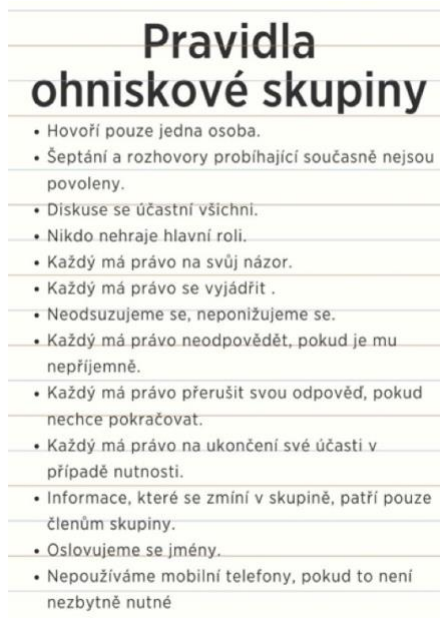 Pravidla
ohniskové skupiny
• Hovoří pouze jedna osoba.
• Šeptání a rozhovory probíhající současně nejsou
povoleny.
• Diskuse se účastní všichni.
• Nikdo nehraje hlavní roli.
• Každý má právo na svůj názor.
• Každý má právo se vyjádřit .
• Neodsuzujeme se, neponižujeme se.
• Každý má právo neodpovědět, pokud je mu
nepříjemně.
• Každý má právo přerušit svou odpověď, pokud
nechce pokračovat.
• Každý má právo na ukončení své účasti v
případě nutnosti.
• Informace, které se zmíní v skupině, patří pouze
členům skupiny.
• Oslovujeme se jmény.
• Nepoužíváme mobilní telefony, pokud to není
nezbytně nutné